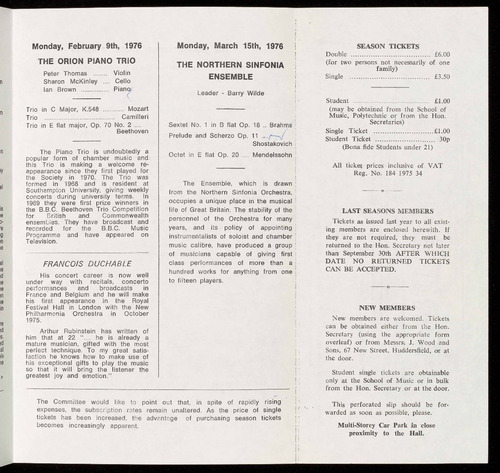 Monday, February 9th, 1976
THE ORION PIANO TRIO
Peter Thomas ...... Violin
Sharon McKinley ... Cello
Ian Brown ............ Piano
Trio in C Major, K.548 ......... Mozart
Trio ................................. Camilleri
Trio in E flat major, Op. 70 No. 2 ...
Beethoven
The Piano Trio is undoubtedly a
popular form of chamber music and
this Trio is making a welcome re-
appearance since they first played for
the Society in 1970. The Trio was
formed in 1966 and is resident at
Southampton University, giving weekly
concerts during university terms. In
1969 they were first prize winners in
the B.B.C. Beethoven Trio Competition
for British and Commonwealth
ensembles. They have broadcast and
recorded for the B.B.C. Music
Programme and have appeared on
Television.
FRANCOIS DUCHABLE
His concert career is now well
under way with recitals, concerto
performances and broadcasts in
France and Belgium and he will make
his first appearance in the Royal
Festival Hall in London with the New
Philharmonia Orchestra in October
1975.
Arthur Rubinstein has written of
him that at 22 "... he is already a
mature musician, gifted with the most
perfect technique. To my great satis-
faction he knows how to make use of
his exceptional gifts to play the music
so that it will bring the listener the
greatest joy and emotion."
Monday, March 15th, 1976
THE NORTHERN SINFONIA
ENSEMBLE
Leader - Barry Wilde
Sextet No. 1 in B flat Op. 18 ... Brahms
Prelude and Scherzo Op. 11 ...
Shostakovich
Octet in E flat Op. 20 .... Mendelssohn
The Ensemble, which is drawn
from the Northern Sinfonia Orchestra,
occupies a unique place in the musical
life of Great Britain. The stability of the
personnel of the Orchestra for many
years, and its policy of appointing
instrumentalists of soloist and chamber
music calibre, have produced a group
of musicians capable of giving first
class performances of more than a
hundred works for anything from one
to fifteen players.
The Committee would like to point out that, in spite of rapidly rising
expenses, the subscription rates remain unaltered. As the price of single
tickets has been increased, the advantage of purchasing season tickets
becomes increasingly apparent.
SEASON TICKETS
Double .................................... £6.00
(for two persons not necessarily of one
family)
Single .................................... £3.50
Student .................................... £1.00
(may be obtained from the School of
Music, Polytechnic or from the Hon.
Secretaries)
Single Ticket ........................... £1.00
Student Ticket ........................... 30p
(Bona fide Students under 21)
All ticket prices inclusive of VAT
Reg. No. 184 1975 34
LAST SEASONS MEMBERS
Tickets as issued last year to all exist-
ing members are enclosed herewith. If
they are not required, they must be
returned to the Hon. Secretary not later
than September 30th AFTER WHICH
DATE NO RETURNED TICKETS
CAN BE ACCEPTED.
NEW MEMBERS
New members are welcomed. Tickets
can be obtained either from the Hon.
Secretary (using the appropriate form
overleaf) or from Messrs. J. Wood and
Sons, 67 New Street, Huddersfield, or at
the door.
Student single tickets are obtainable
only at the School of Music or in bulk
from the Hon. Secretary or at the door.
This perforated slip should be for-
warded as soon as possible, please.
Multi-Storey Car Park in close
proximity to the Hall.